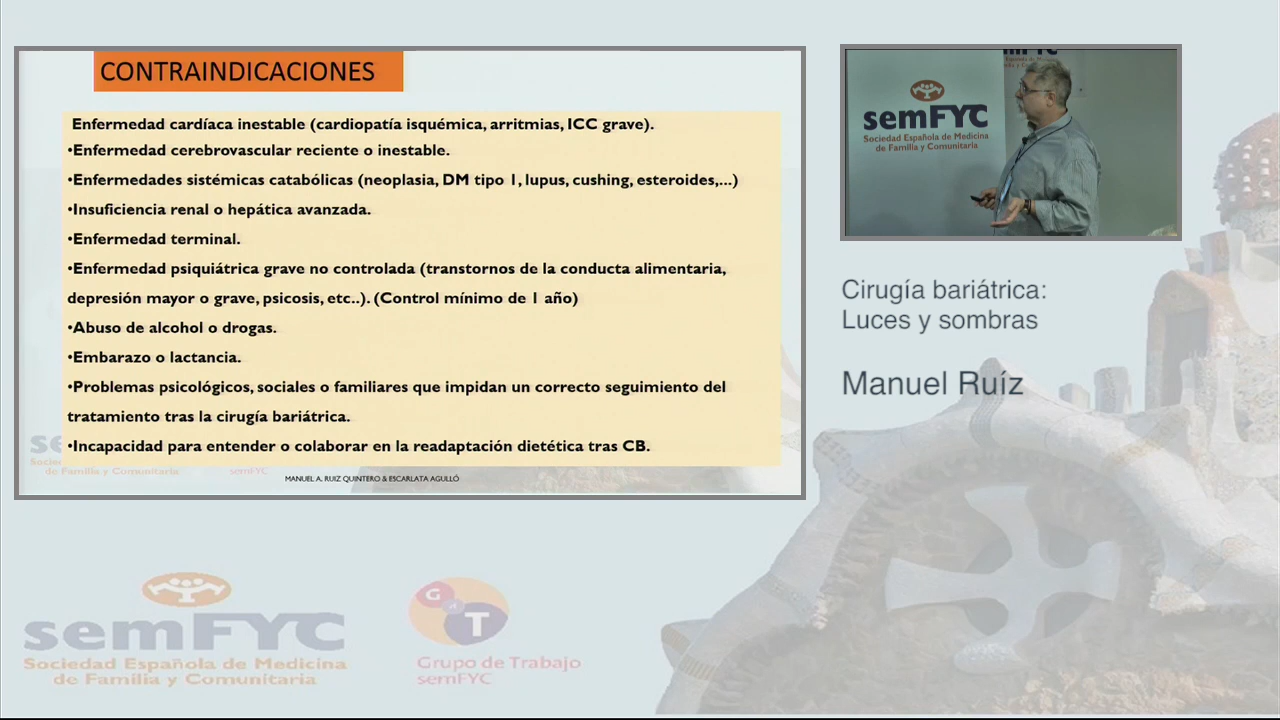 CONTRAINDICACIONES
Enfermedad cardíaca inestable (cardiopatía isquémica, arritmias, ICC grave).
•Enfermedad cerebrovascular reciente o inestable.
•Enfermedades sistémicas catabólicas (neoplasia, DM tipo 1, lupus, cushing, esteroides,...)
•Insuficiencia renal o hepática avanzada.
•Enfermedad terminal.
•Enfermedad psiquiátrica grave no controlada (transtornos de la conducta alimentaria,
depresión mayor o grave, psicosis, etc..). (Control mínimo de 1 año)
•Abuso de alcohol o drogas.
•Embarazo o lactancia.
•Problemas psicológicos, sociales o familiares que impidan un correcto seguimiento del
tratamiento tras la cirugía bariátrica.
•Incapacidad para entender o colaborar en la readaptación dietética tras CB.
de Familia y Comunitaria
semFYC
MANUEL A. RUIZ QUINTERO & ESCARLATA AGULLÓ
semFYC
Sociedad Española de Medicina
de Familia y Comunitaria
Cirugía bariátrica:
Luces y sombras
Manuel Ruíz
semFYC
Sociedad Española de Medicina
de Familia y Comunitaria
G d T
Grupo de Trabajo
semFYC